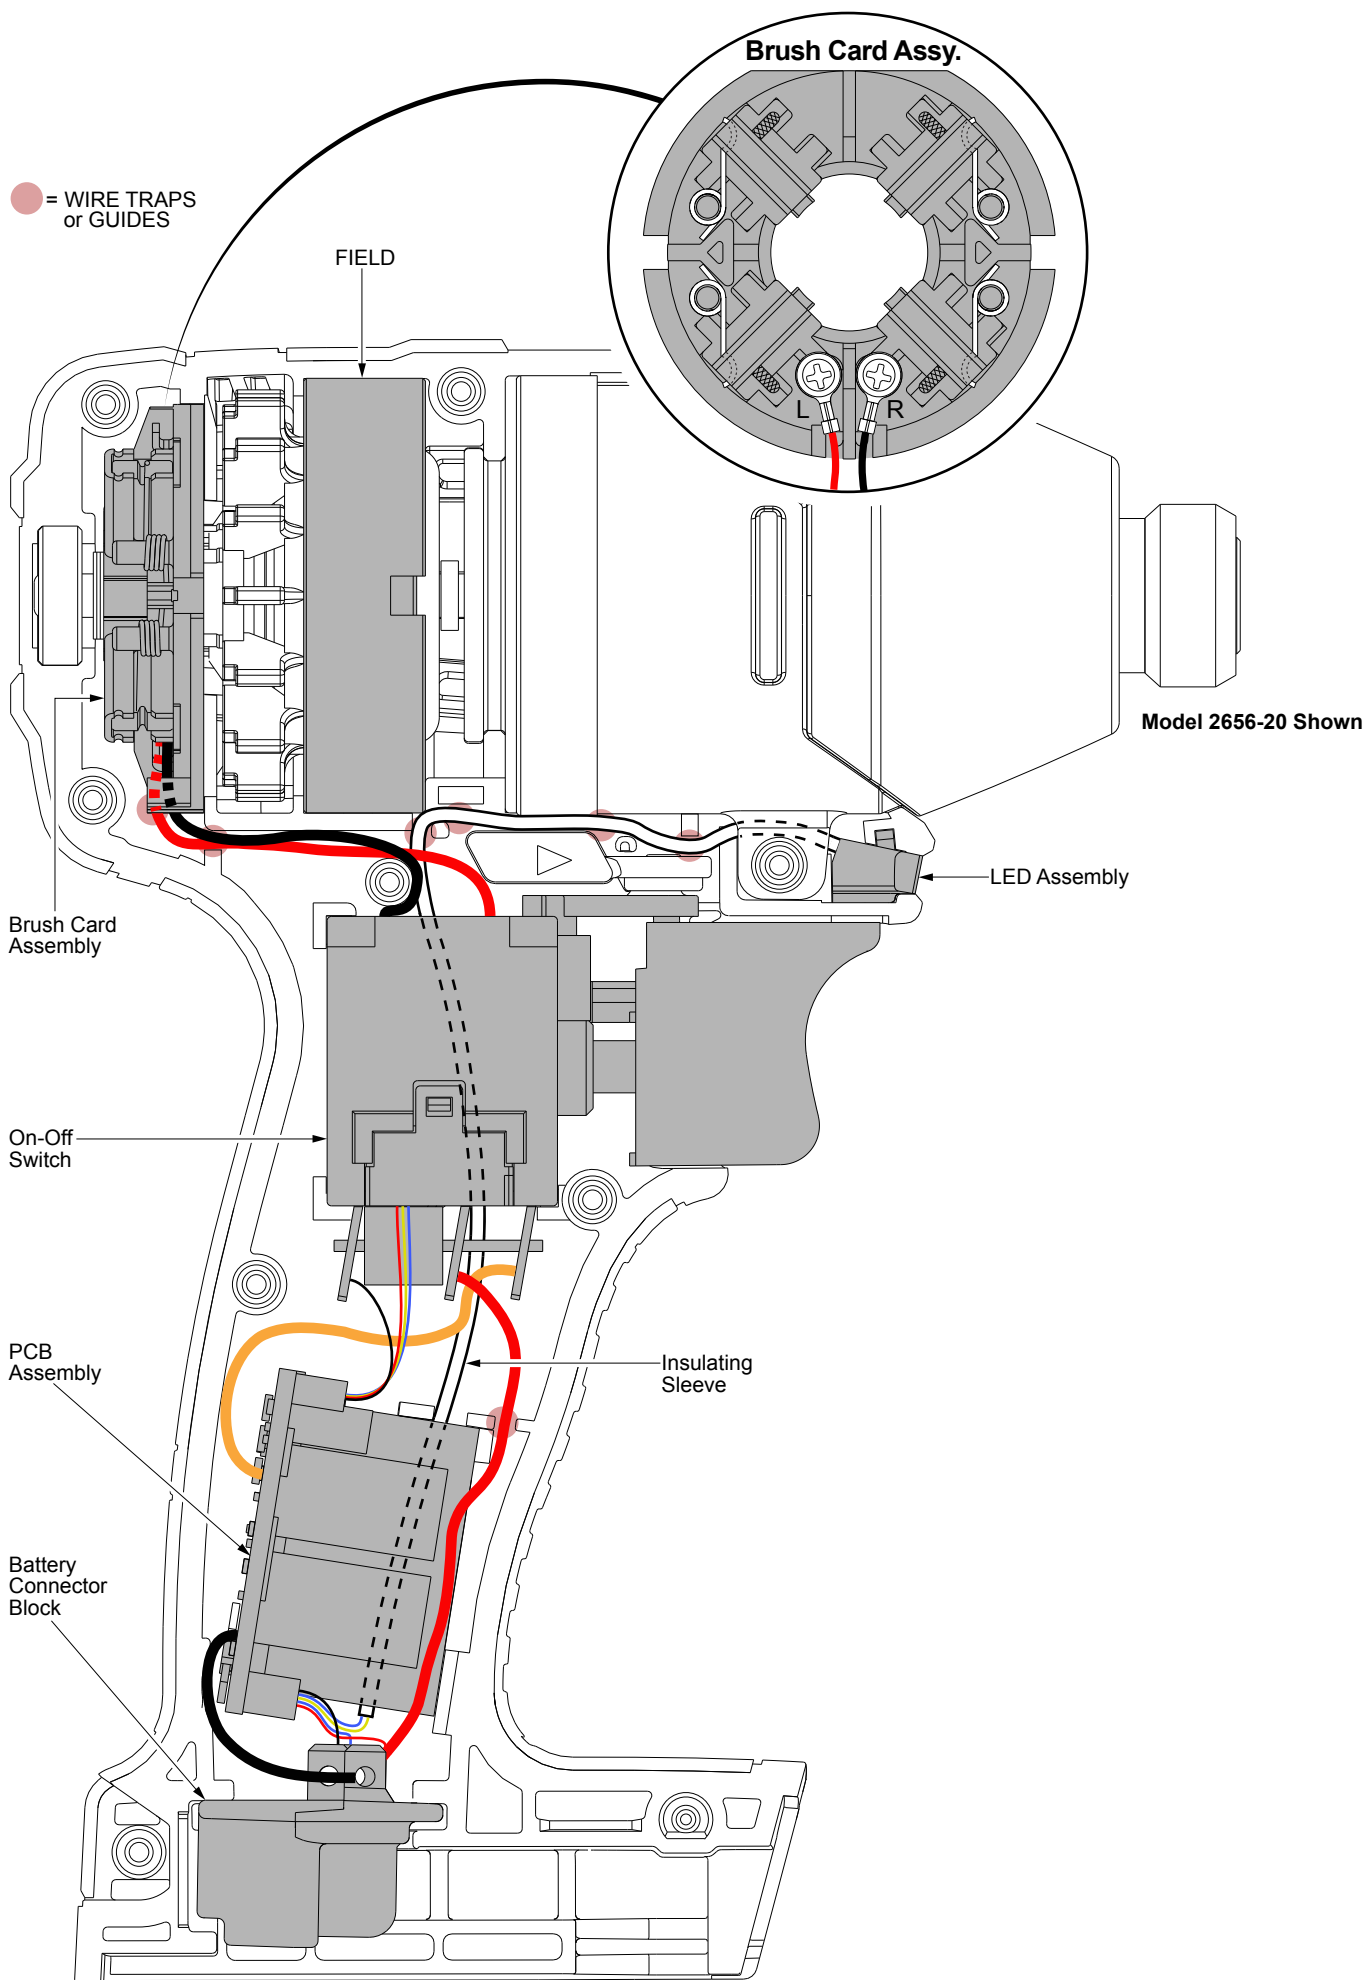 Brush Card Assy.
= WIRE TRAPS
or GUIDES
FIELD
L
R
Model 2656-20 Shown
LED Assembly
Brush Card
Assembly
On-Off
Switch
PCB
Assembly
Insulating
Sleeve
Battery
Connector
Block